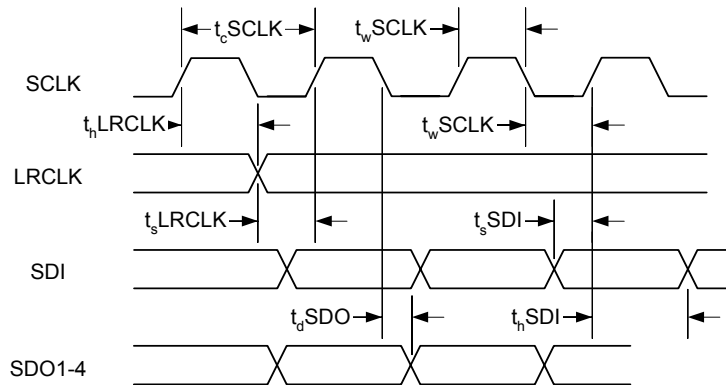 tcSCLK
twSCLK
SCLK
thLRCLK
twSCLK
LRCLK
tsLRCLK
tsSDI
SDI
tdSDO
thSDI
SDO1-4